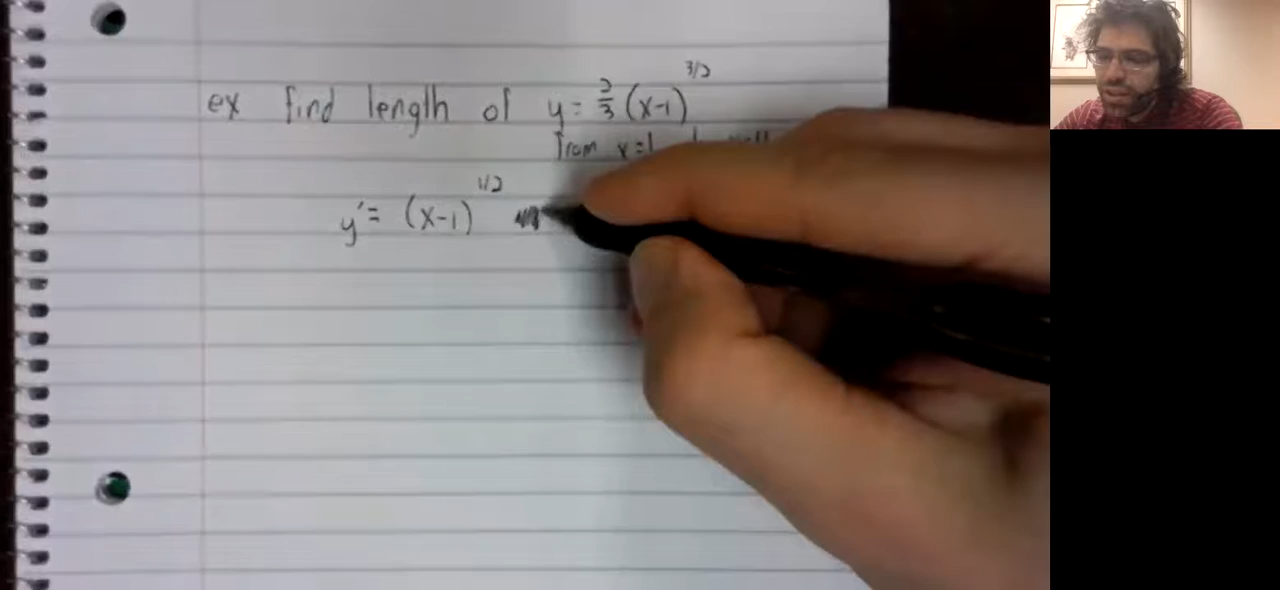 ex find length of y = 2/3 (x-1)^3/2
from x=1
y' = (x-1)^1/2